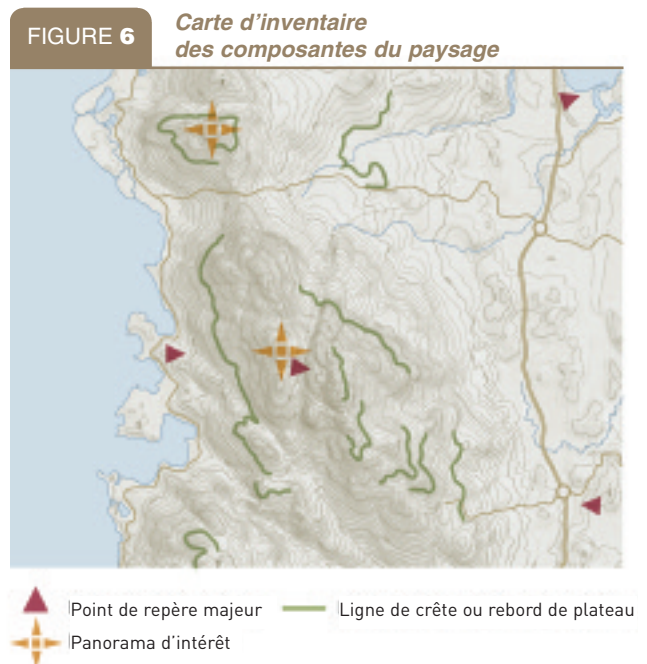 FIGURE 6
Carte d’inventaire
des composantes du paysage
Point de repère majeur
Ligne de crête ou rebord de plateau
Panorama d’intérêt